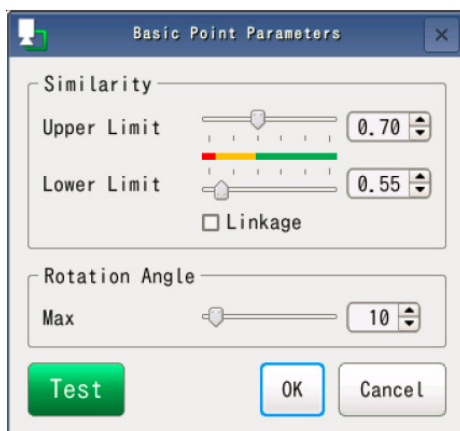 Basic Point Parameters
Similarity
Upper Limit 0.70
Lower Limit 0.55
Linkage
Rotation Angle
Max 10
Test OK Cancel